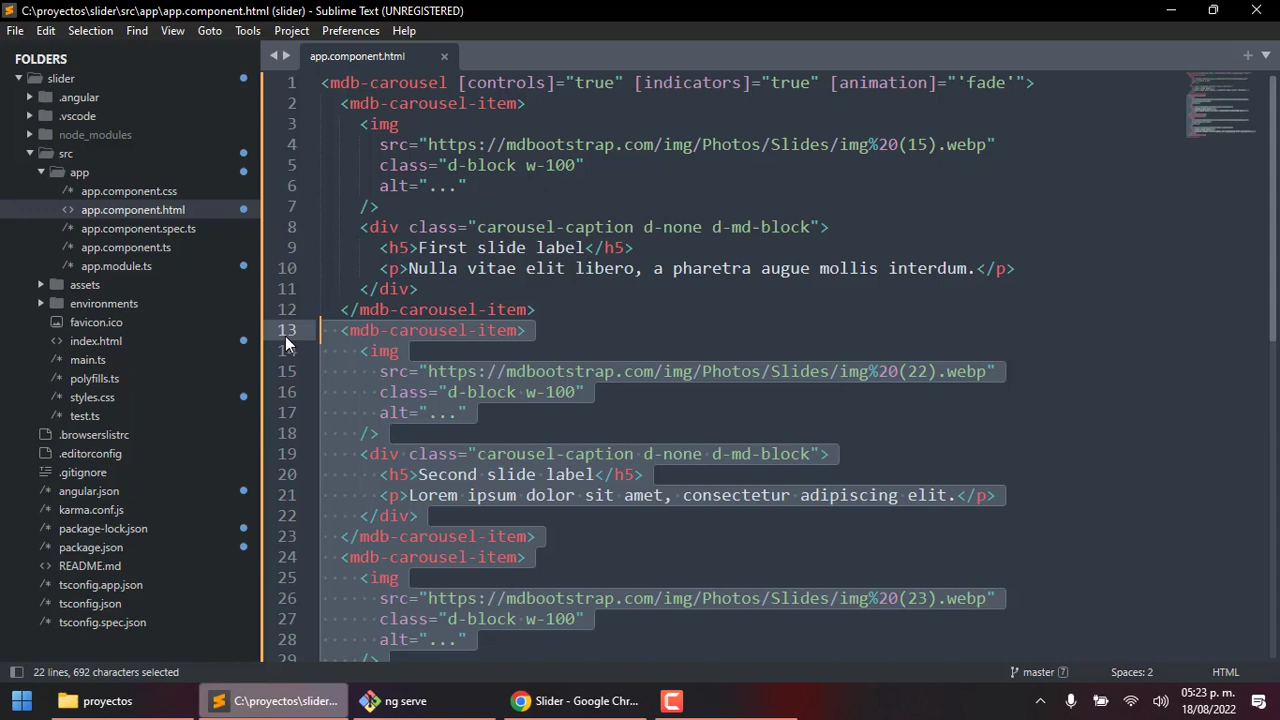 C:\proyectos\slider\src\app\app.component.html (slider) - Sublime Text (UNREGISTERED)
File Edit Selection Find View Goto Tools Project Preferences Help
FOLDERS
slider
.angular
.vscode
node_modules
src
app
app.component.css
app.component.html
app.component.spec.ts
app.component.ts
app.module.ts
assets
environments
favicon.ico
index.html
main.ts
polyfills.ts
styles.css
test.ts
.browserslistrc
.editorconfig
.gitignore
angular.json
karma.conf.js
package-lock.json
package.json
README.md
tsconfig.app.json
tsconfig.json
tsconfig.spec.json
app.component.html
1 <mdb-carousel [controls]="true" [indicators]="true" [animation]="'fade'">
2 <mdb-carousel-item>
3 <img
4 src="https://mdbootstrap.com/img/Photos/Slides/img%20(15).webp"
5 class="d-block w-100"
6 alt="..."
7 />
8 <div class="carousel-caption d-none d-md-block">
9 <h5>First slide label</h5>
10 <p>Nulla vitae elit libero, a pharetra augue mollis interdum.</p>
11 </div>
12 </mdb-carousel-item>
13 <mdb-carousel-item>
14 <img
15 src="https://mdbootstrap.com/img/Photos/Slides/img%20(22).webp"
16 class="d-block w-100"
17 alt="..."
18 />
19 <div class="carousel-caption d-none d-md-block">
20 <h5>Second slide label</h5>
21 <p>Lorem ipsum dolor sit amet, consectetur adipiscing elit.</p>
22 </div>
23 </mdb-carousel-item>
24 <mdb-carousel-item>
25 <img
26 src="https://mdbootstrap.com/img/Photos/Slides/img%20(23).webp"
27 class="d-block w-100"
28 alt="..."
29 />
22 lines, 692 characters selected
master 7
Spaces: 2
HTML
proyectos
C:\proyectos\slider...
ng serve
Slider - Google Chr...
05:23 p. m.
18/08/2022